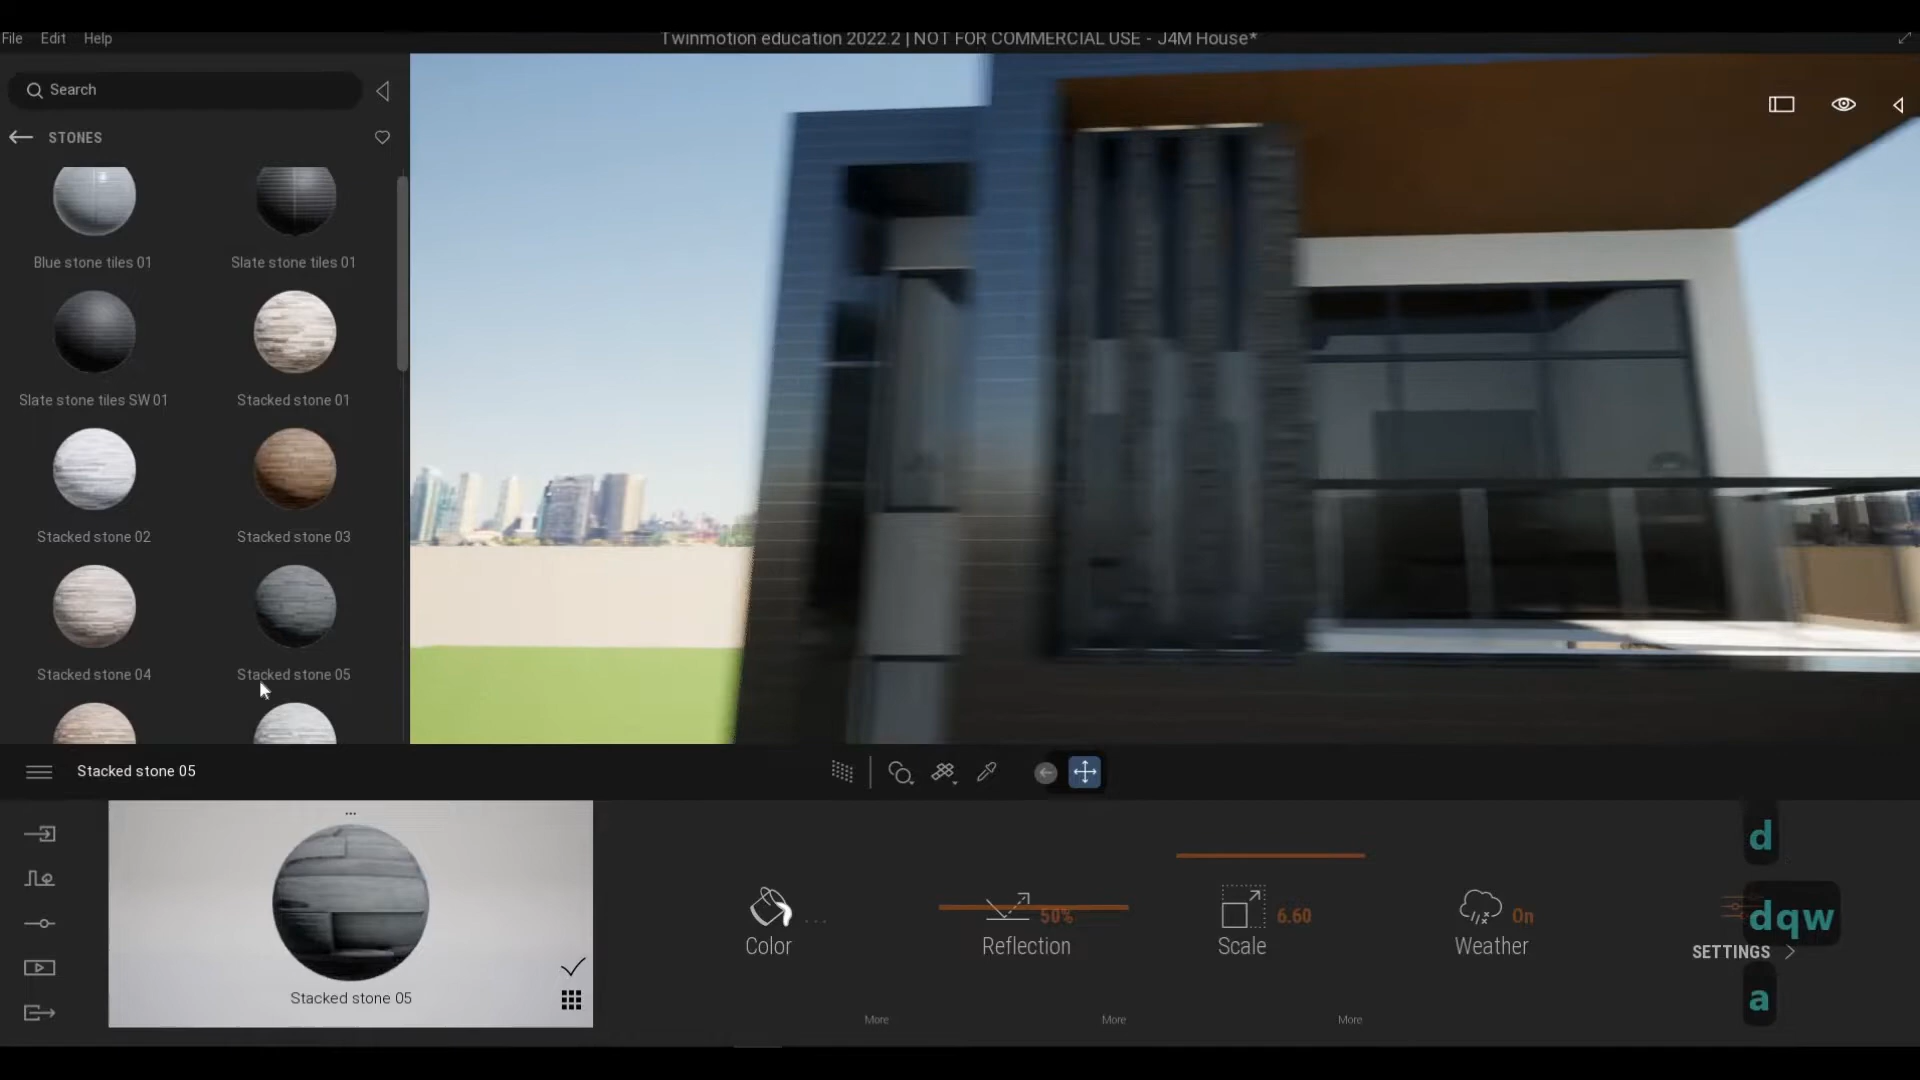 File Edit Help
Twinmotion education 2022.2 | NOT FOR COMMERCIAL USE - J4M House*
Search
STONES
Blue stone tiles 01
Slate stone tiles 01
Slate stone tiles SW 01
Stacked stone 01
Stacked stone 02
Stacked stone 03
Stacked stone 04
Stacked stone 05
Stacked stone 05
...
Stacked stone 05
Color ...
Reflection 50%
Scale 6.60
Weather On
SETTINGS
More
More
More
d
dqw
a